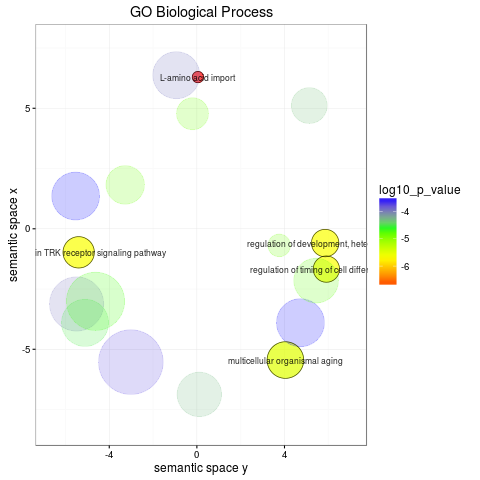 GO Biological Process
L-amino acid import
5
log10_p_value
-4
semantic space x
0
regulation of development, hete
in TRK receptor signaling pathway
-5
regulation of timing of cell differ
-6
-5
multicellular organismal aging
-4
0
4
semantic space y